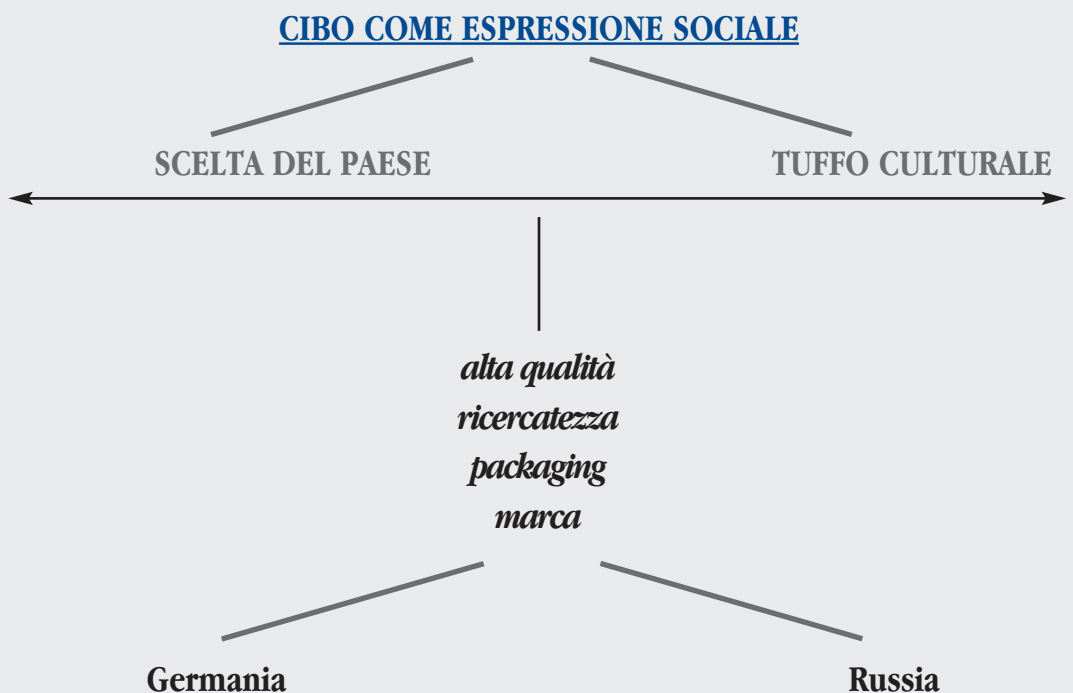 CIBO COME ESPRESSIONE SOCIALE
SCELTA DEL PAESE TUFFO CULTURALE
alta qualità
ricercatezza
packaging
marca
Germania Russia